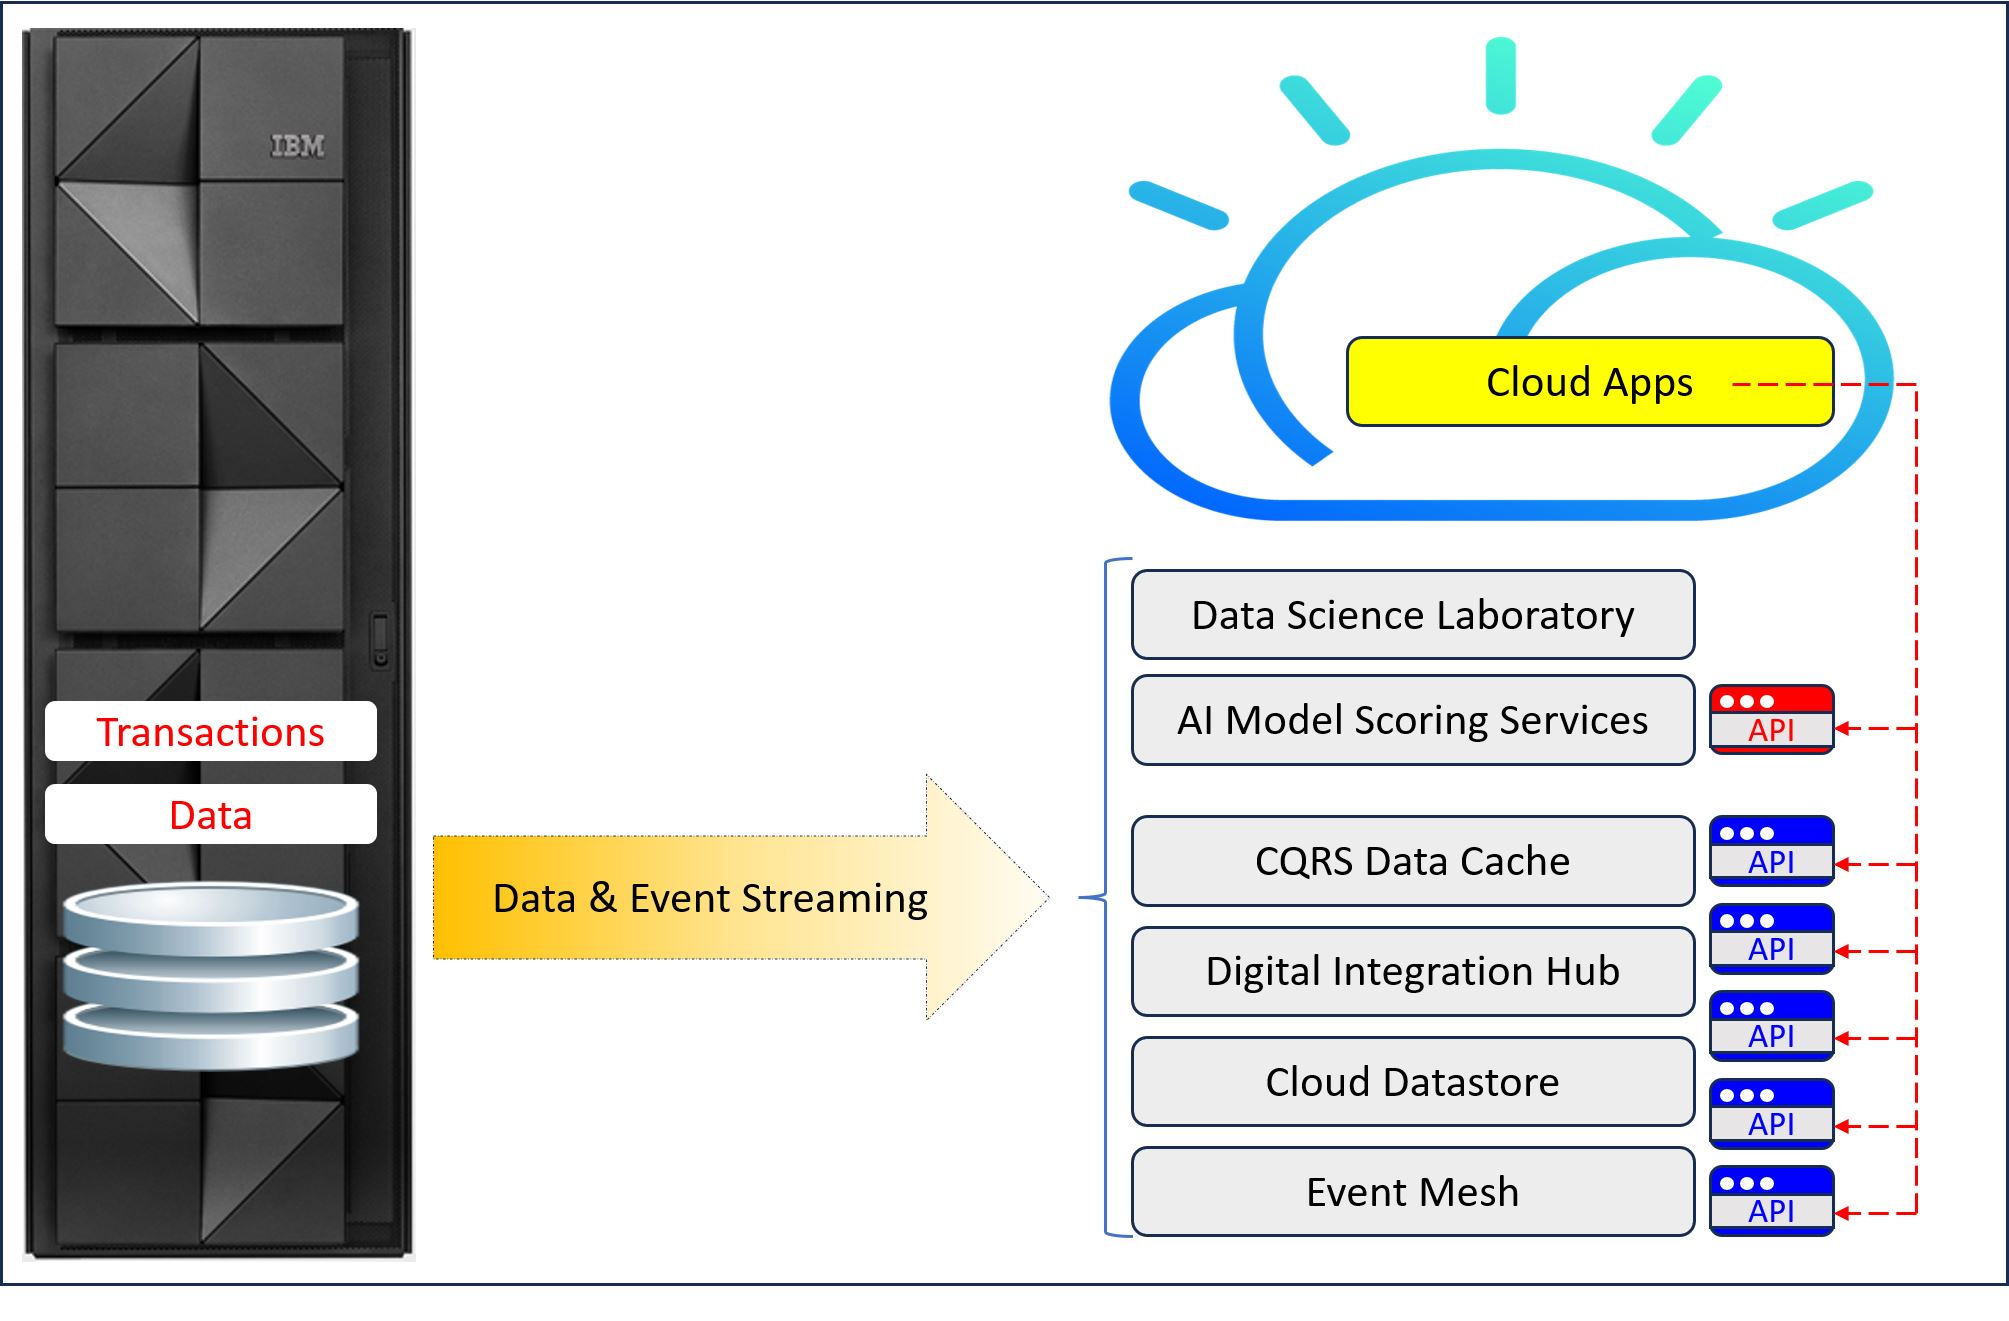 IBM
Transactions
Data
Data & Event Streaming
Cloud Apps
Data Science Laboratory
AI Model Scoring Services
API
CQRS Data Cache
API
Digital Integration Hub
API
API
Cloud Datastore
API
Event Mesh
API